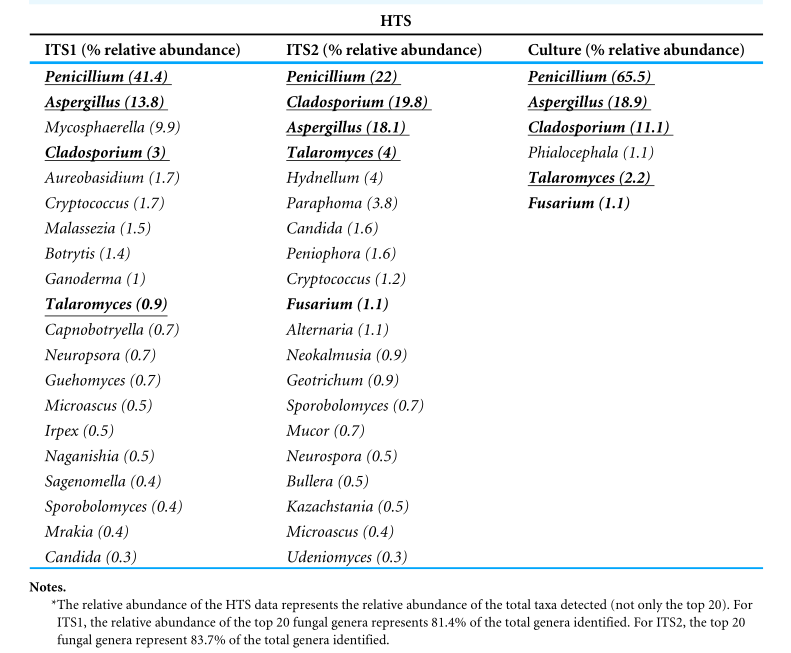 HTS
ITS1 (% relative abundance) ITS2 (% relative abundance) Culture (% relative abundance)
Penicillium (41.4) Penicillium (22) Penicillium (65.5)
Aspergillus (13.8) Cladosporium (19.8) Aspergillus (18.9)
Mycosphaerella (9.9) Aspergillus (18.1) Cladosporium (11.1)
Cladosporium (3) Talaromyces (4) Phialocephala (1.1)
Aureobasidium (1.7) Hydnellum (4) Talaromyces (2.2)
Cryptococcus (1.7) Paraphoma (3.8) Fusarium (1.1)
Malassezia (1.5) Candida (1.6)
Botrytis (1.4) Peniophora (1.6)
Ganoderma (1) Cryptococcus (1.2)
Talaromyces (0.9) Fusarium (1.1)
Capnobotryella (0.7) Alternaria (1.1)
Neuropsora (0.7) Neokalmusia (0.9)
Guehomyces (0.7) Geotrichum (0.9)
Microascus (0.5) Sporobolomyces (0.7)
Irpex (0.5) Mucor (0.7)
Naganishia (0.5) Neurospora (0.5)
Sagenomella (0.4) Bullera (0.5)
Sporobolomyces (0.4) Kazachstania (0.5)
Mrakia (0.4) Microascus (0.4)
Candida (0.3) Udeniomyces (0.3)
Notes.
*The relative abundance of the HTS data represents the relative abundance of the total taxa detected (not only the top 20). For
ITS1, the relative abundance of the top 20 fungal genera represents 81.4% of the total genera identified. For ITS2, the top 20
fungal genera represent 83.7% of the total genera identified.